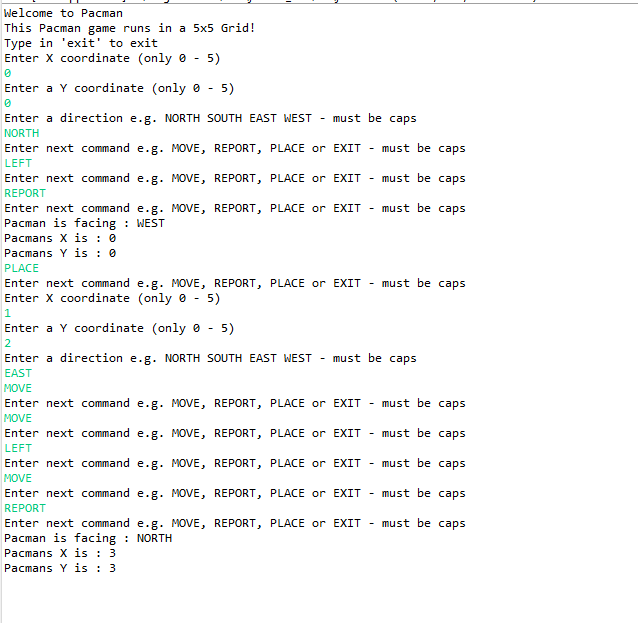 Welcome to Pacman
This Pacman game runs in a 5x5 Grid!
Type in 'exit' to exit
Enter X coordinate (only 0 - 5)
0
Enter a Y coordinate (only 0 - 5)
0
Enter a direction e.g. NORTH SOUTH EAST WEST - must be caps
NORTH
Enter next command e.g. MOVE, REPORT, PLACE or EXIT - must be caps
LEFT
Enter next command e.g. MOVE, REPORT, PLACE or EXIT - must be caps
REPORT
Enter next command e.g. MOVE, REPORT, PLACE or EXIT - must be caps
Pacman is facing : WEST
Pacmans X is : 0
Pacmans Y is : 0
PLACE
Enter next command e.g. MOVE, REPORT, PLACE or EXIT - must be caps
Enter X coordinate (only 0 - 5)
1
Enter a Y coordinate (only 0 - 5)
2
Enter a direction e.g. NORTH SOUTH EAST WEST - must be caps
EAST
MOVE
Enter next command e.g. MOVE, REPORT, PLACE or EXIT - must be caps
MOVE
Enter next command e.g. MOVE, REPORT, PLACE or EXIT - must be caps
LEFT
Enter next command e.g. MOVE, REPORT, PLACE or EXIT - must be caps
MOVE
Enter next command e.g. MOVE, REPORT, PLACE or EXIT - must be caps
REPORT
Enter next command e.g. MOVE, REPORT, PLACE or EXIT - must be caps
Pacman is facing : NORTH
Pacmans X is : 3
Pacmans Y is : 3